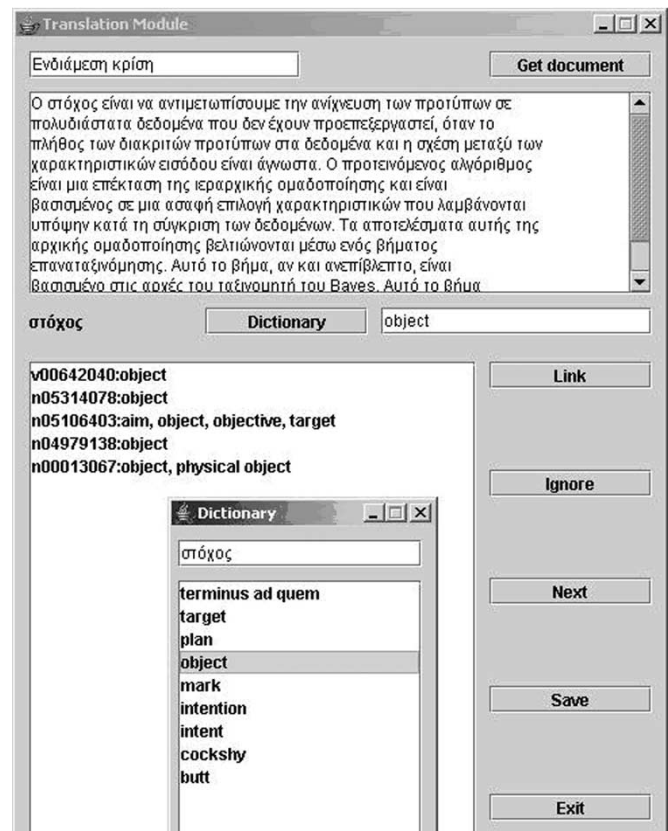 Translation Module
Ενδιάμεση κρίση
Get document
Ο στόχος είναι να αντιμετωπίσουμε την ανίχνευση των προτύπων σε
πολυδιάστατα δεδομένα που δεν έχουν προεπεξεργαστεί, όταν το
πλήθος των διακριτών προτύπων στα δεδομένα και η σχέση μεταξύ των
χαρακτηριστικών εισόδου είναι άγνωστα. Ο προτεινόμενος αλγόριθμος
είναι μια επέκταση της ιεραρχικής ομαδοποίησης και είναι
βασισμένος σε μια ασαφή επιλογή χαρακτηριστικών που λαμβάνονται
υπόψην κατά τη σύγκριση των δεδομένων. Τα αποτελέσματα αυτής της
αρχικής ομαδοποίησης βελτιώνονται μέσω ενός βήματος
επαναταξινόμησης. Αυτό το βήμα, αν και ανεπίβλεπτο, είναι
βασισμένο στις αρχές του ταξινομητή του Bayes. Αυτό το βήμα
στόχος
Dictionary
object
v00642040:object
n05314078:object
n05106403:aim, object, objective, target
n04979138:object
n00013067:object, physical object
Link
Ignore
Next
Save
Exit
Dictionary
στόχος
terminus ad quem
target
plan
object
mark
intention
intent
cockshy
butt